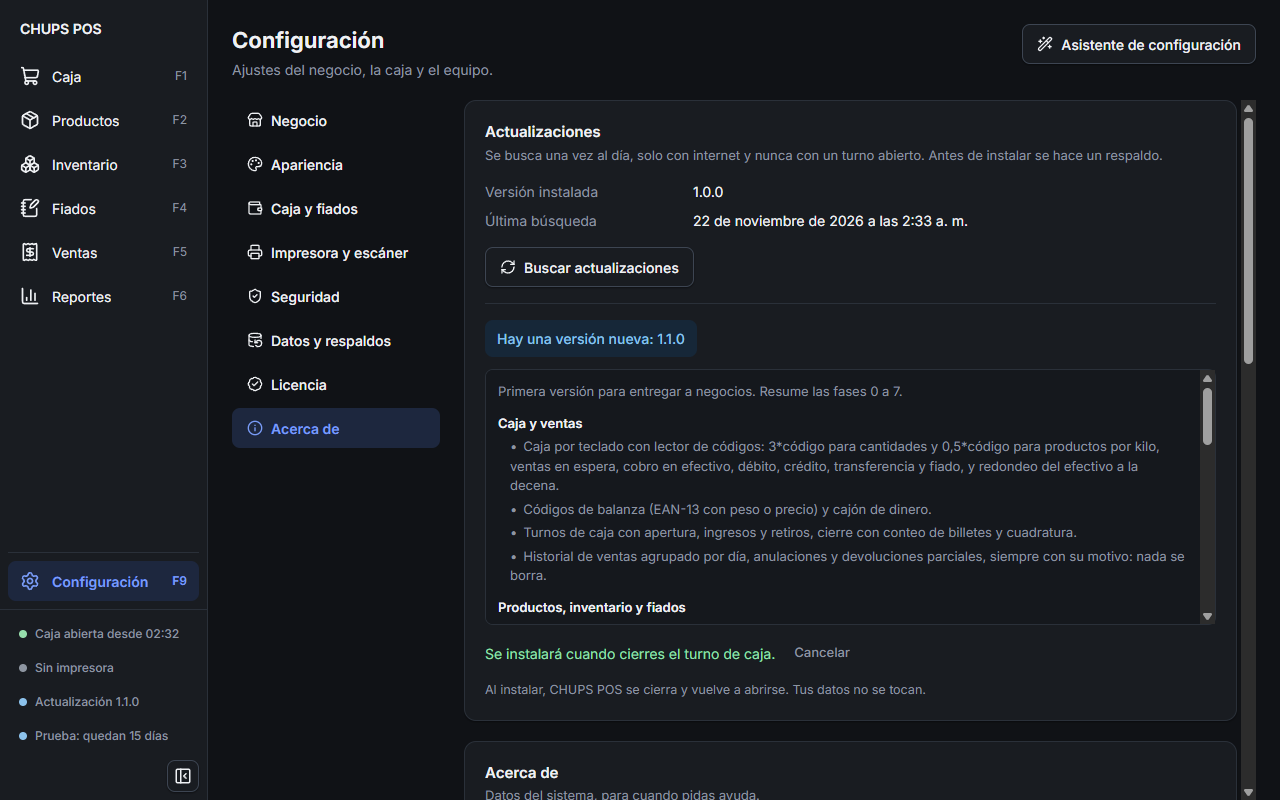 CHUPS POS
Caja F1
Productos F2
Inventario F3
Fiados F4
Ventas F5
Reportes F6
Configuración F9
Caja abierta desde 02:32
Sin impresora
Actualización 1.1.0
Prueba: quedan 15 días
Configuración
Ajustes del negocio, la caja y el equipo.
Asistente de configuración
Negocio
Apariencia
Caja y fiados
Impresora y escáner
Seguridad
Datos y respaldos
Licencia
Acerca de
Actualizaciones
Se busca una vez al día, solo con internet y nunca con un turno abierto. Antes de instalar se hace un respaldo.
Versión instalada 1.0.0
Última búsqueda 22 de noviembre de 2026 a las 2:33 a. m.
Buscar actualizaciones
Hay una versión nueva: 1.1.0
Primera versión para entregar a negocios. Resume las fases 0 a 7.
Caja y ventas
• Caja por teclado con lector de códigos: 3*código para cantidades y 0,5*código para productos por kilo,
ventas en espera, cobro en efectivo, débito, crédito, transferencia y fiado, y redondeo del efectivo a la
decena.
• Códigos de balanza (EAN-13 con peso o precio) y cajón de dinero.
• Turnos de caja con apertura, ingresos y retiros, cierre con conteo de billetes y cuadratura.
• Historial de ventas agrupado por día, anulaciones y devoluciones parciales, siempre con su motivo: nada se
borra.
Productos, inventario y fiados
Se instalará cuando cierres el turno de caja. Cancelar
Al instalar, CHUPS POS se cierra y vuelve a abrirse. Tus datos no se tocan.
Acerca de
Datos del sistema, para cuando pidas ayuda.